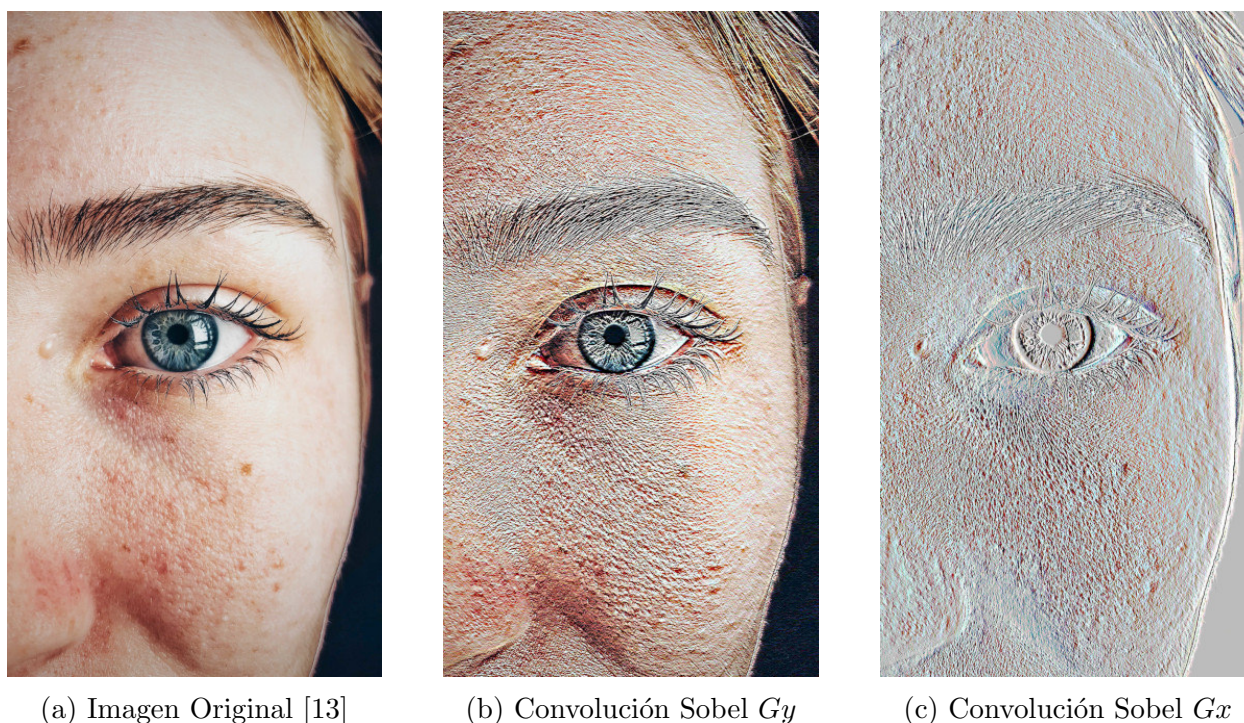 (a) Imagen Original [13]
(b) Convolución Sobel Gy
(c) Convolución Sobel Gx